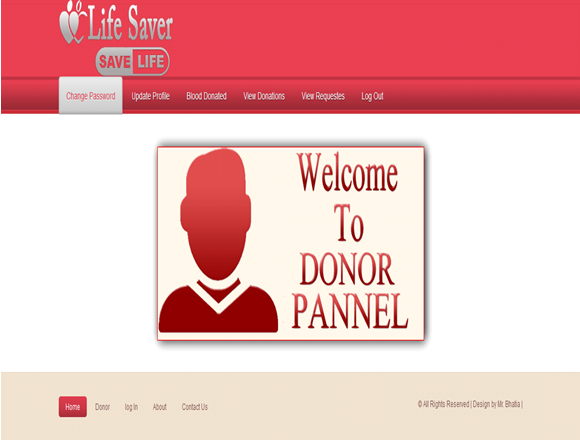 Life Saver
SAVE LIFE
Change Password Update Profile Blood Donated View Donations View Requestes Log Out
Welcome
To
DONOR
PANNEL
Home Donor log In About Contact Us
© All Rights Reserved | Design by Mr. Bhatia |